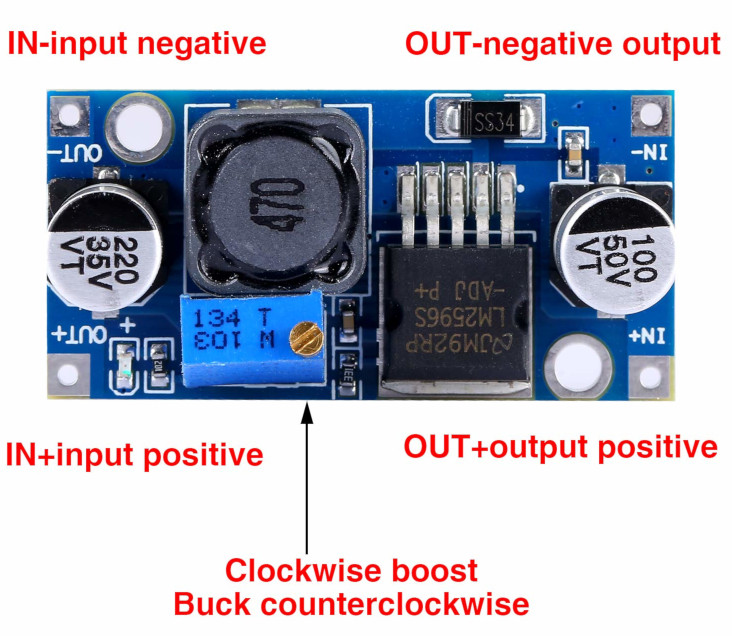 IN-input negative
OUT-negative output
SS34
OUT-
IN-
470
220
35V
VT
100
50V
VT
OUT+
+
134 T
N 103
JM92RP
LM2596S
-ADJ P+
IN+
IN+input positive
OUT+output positive
Clockwise boost
Buck counterclockwise